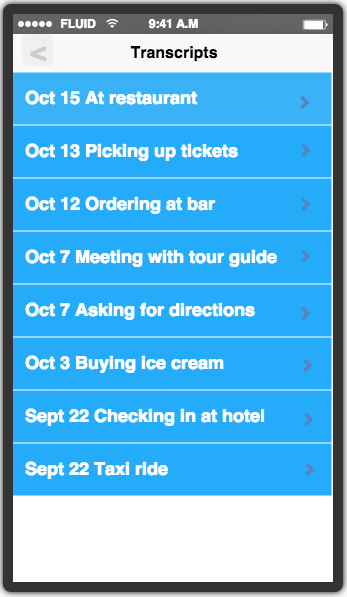 FLUID 9:41 A.M
< Transcripts
Oct 15 At restaurant
Oct 13 Picking up tickets
Oct 12 Ordering at bar
Oct 7 Meeting with tour guide
Oct 7 Asking for directions
Oct 3 Buying ice cream
Sept 22 Checking in at hotel
Sept 22 Taxi ride